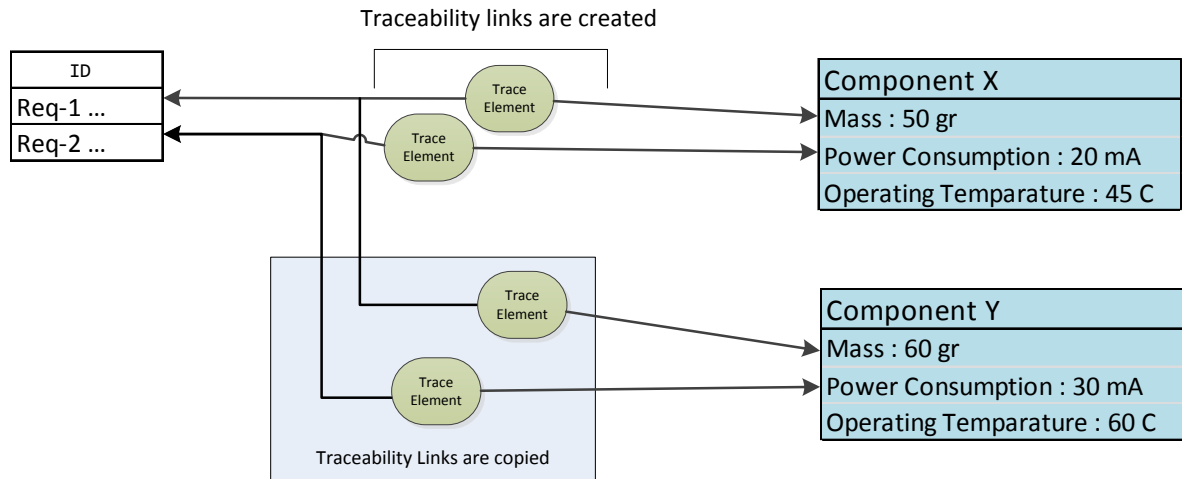 Traceability links are created
ID
Req-1 ...
Req-2 ...
Trace
Element
Trace
Element
Component X
Mass : 50 gr
Power Consumption : 20 mA
Operating Temparature : 45 C
Trace
Element
Trace
Element
Traceability Links are copied
Component Y
Mass : 60 gr
Power Consumption : 30 mA
Operating Temparature : 60 C